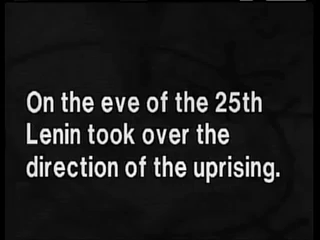 On the eve of the 25th
Lenin took over the
direction of the uprising.